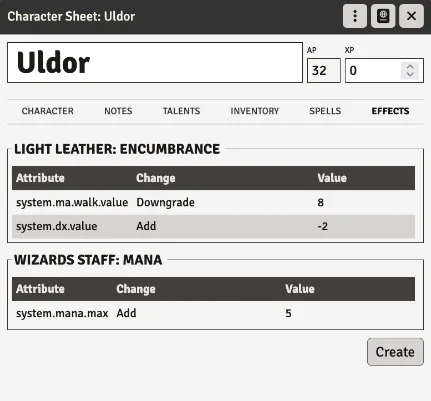 Character Sheet: Uldor
Uldor
AP XP
32 0
CHARACTER NOTES TALENTS INVENTORY SPELLS EFFECTS
LIGHT LEATHER: ENCUMBRANCE
Attribute Change Value
system.ma.walk.value Downgrade 8
system.dx.value Add -2
WIZARDS STAFF: MANA
Attribute Change Value
system.mana.max Add 5
Create